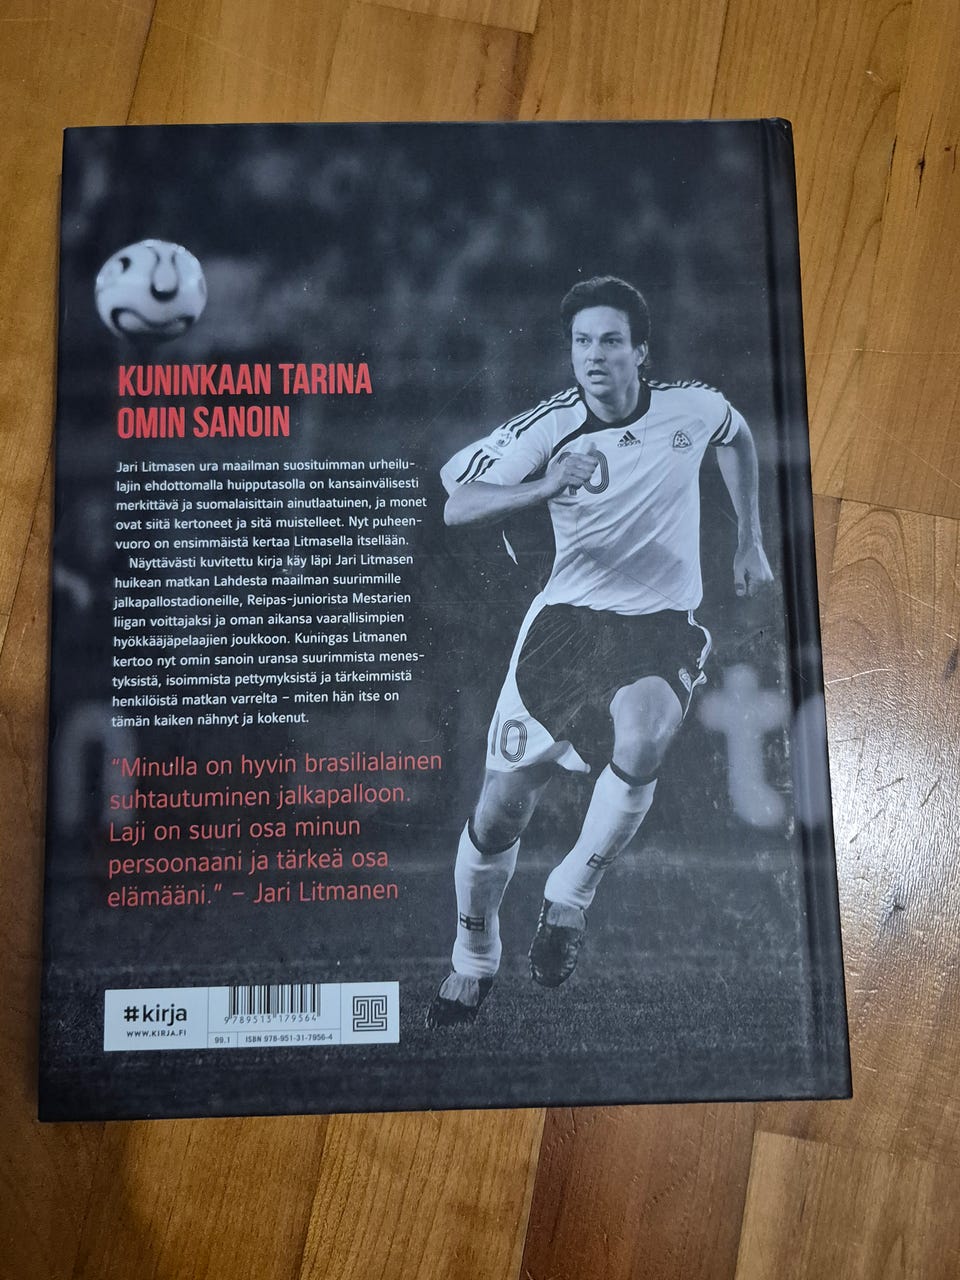 KUNINKAAN TARINA
OMIN SANOIN
Jari Litmasen ura maailman suosituimman urheilu-
lajin ehdottomalla huipputasolla on kansainvälisesti
merkittävä ja suomalaisittain ainutlaatuinen, ja monet
ovat siitä kertoneet ja sitä muistelleet. Nyt puheen-
vuoro on ensimmäistä kertaa Litmasella itsellään.
Näyttävästi kuvitettu kirja käy läpi Jari Litmasen
huikean matkan Lahdesta maailman suurimmille
jalkapallostadioneille, Reipas-juniorista Mestarien
liigan voittajaksi ja oman aikansa vaarallisimpien
hyökkääjäpelaajien joukkoon. Kuningas Litmanen
kertoo nyt omin sanoin uransa suurimmista menes-
tyksistä, isoimmista pettymyksistä ja tärkeimmistä
henkilöistä matkan varrelta – miten hän itse on
tämän kaiken nähnyt ja kokenut.
"Minulla on hyvin brasilialainen
suhtautuminen jalkapalloon.
Laji on suuri osa minun
persoonaani ja tärkeä osa
elämääni." – Jari Litmanen
adidas
10
10
#kirja
WWW.KIRJA.FI
9789513179564
99.1
ISBN 978-951-31-7956-4